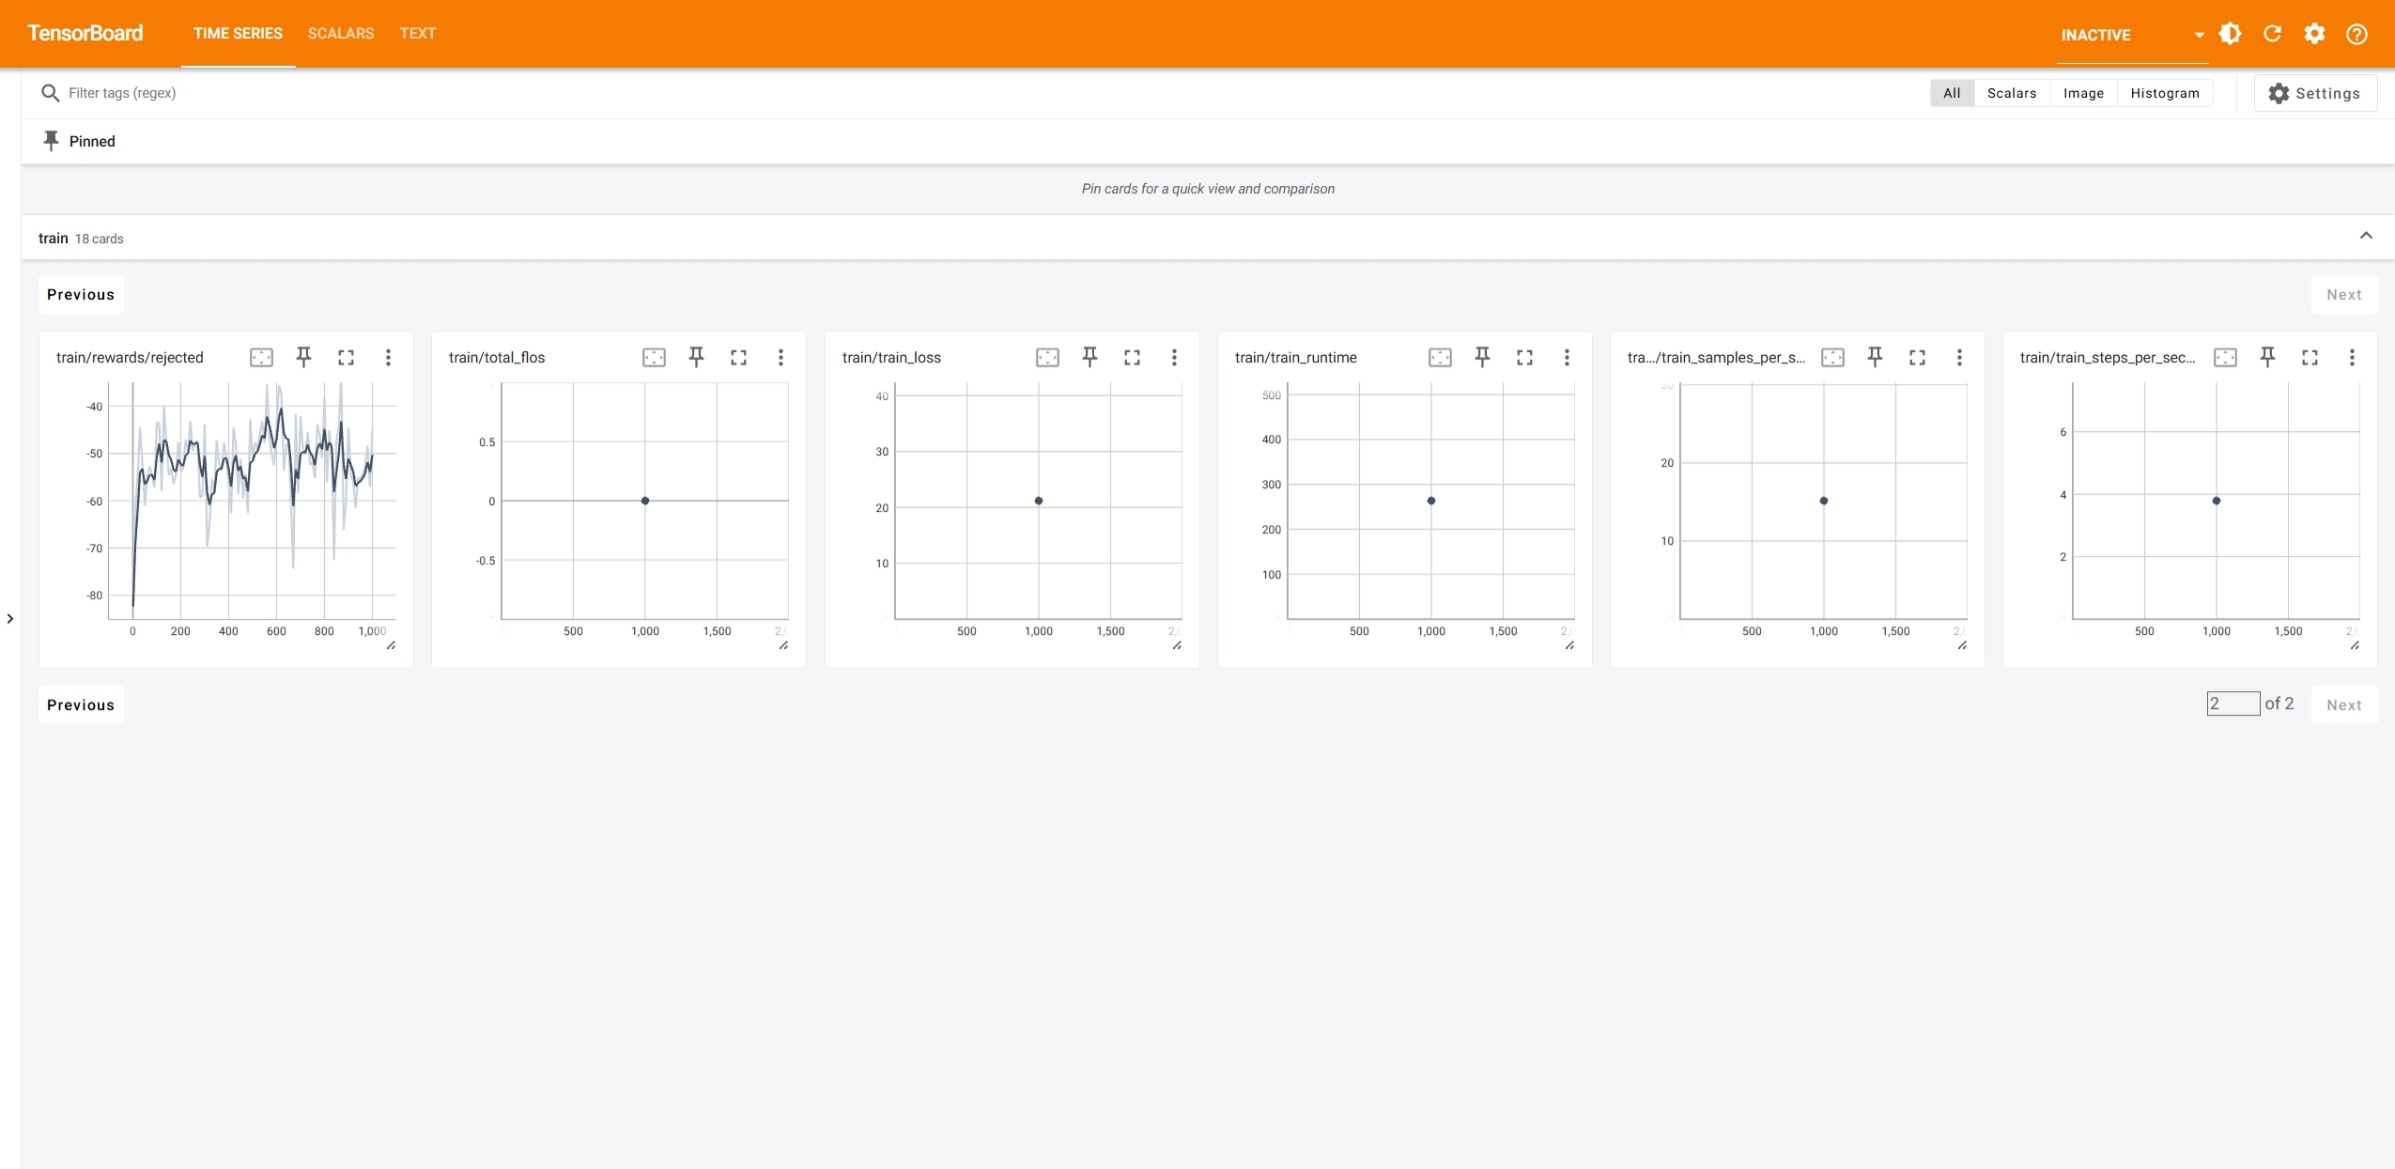 TensorBoard TIME SERIES SCALARS TEXT INACTIVE
Filter tags (regex) All Scalars Image Histogram Settings
Pinned
Pin cards for a quick view and comparison
train 18 cards
Previous Next
train/rewards/rejected
-40
-50
-60
-70
-80
0 200 400 600 800 1,000
train/total_flos
0.5
0
-0.5
500 1,000 1,500
train/train_loss
40
30
20
10
500 1,000 1,500
train/train_runtime
500
400
300
200
100
500 1,000 1,500
tra.../train_samples_per_s...
20
10
500 1,000 1,500
train/train_steps_per_sec...
6
4
2
500 1,000 1,500
Previous 2 of 2 Next